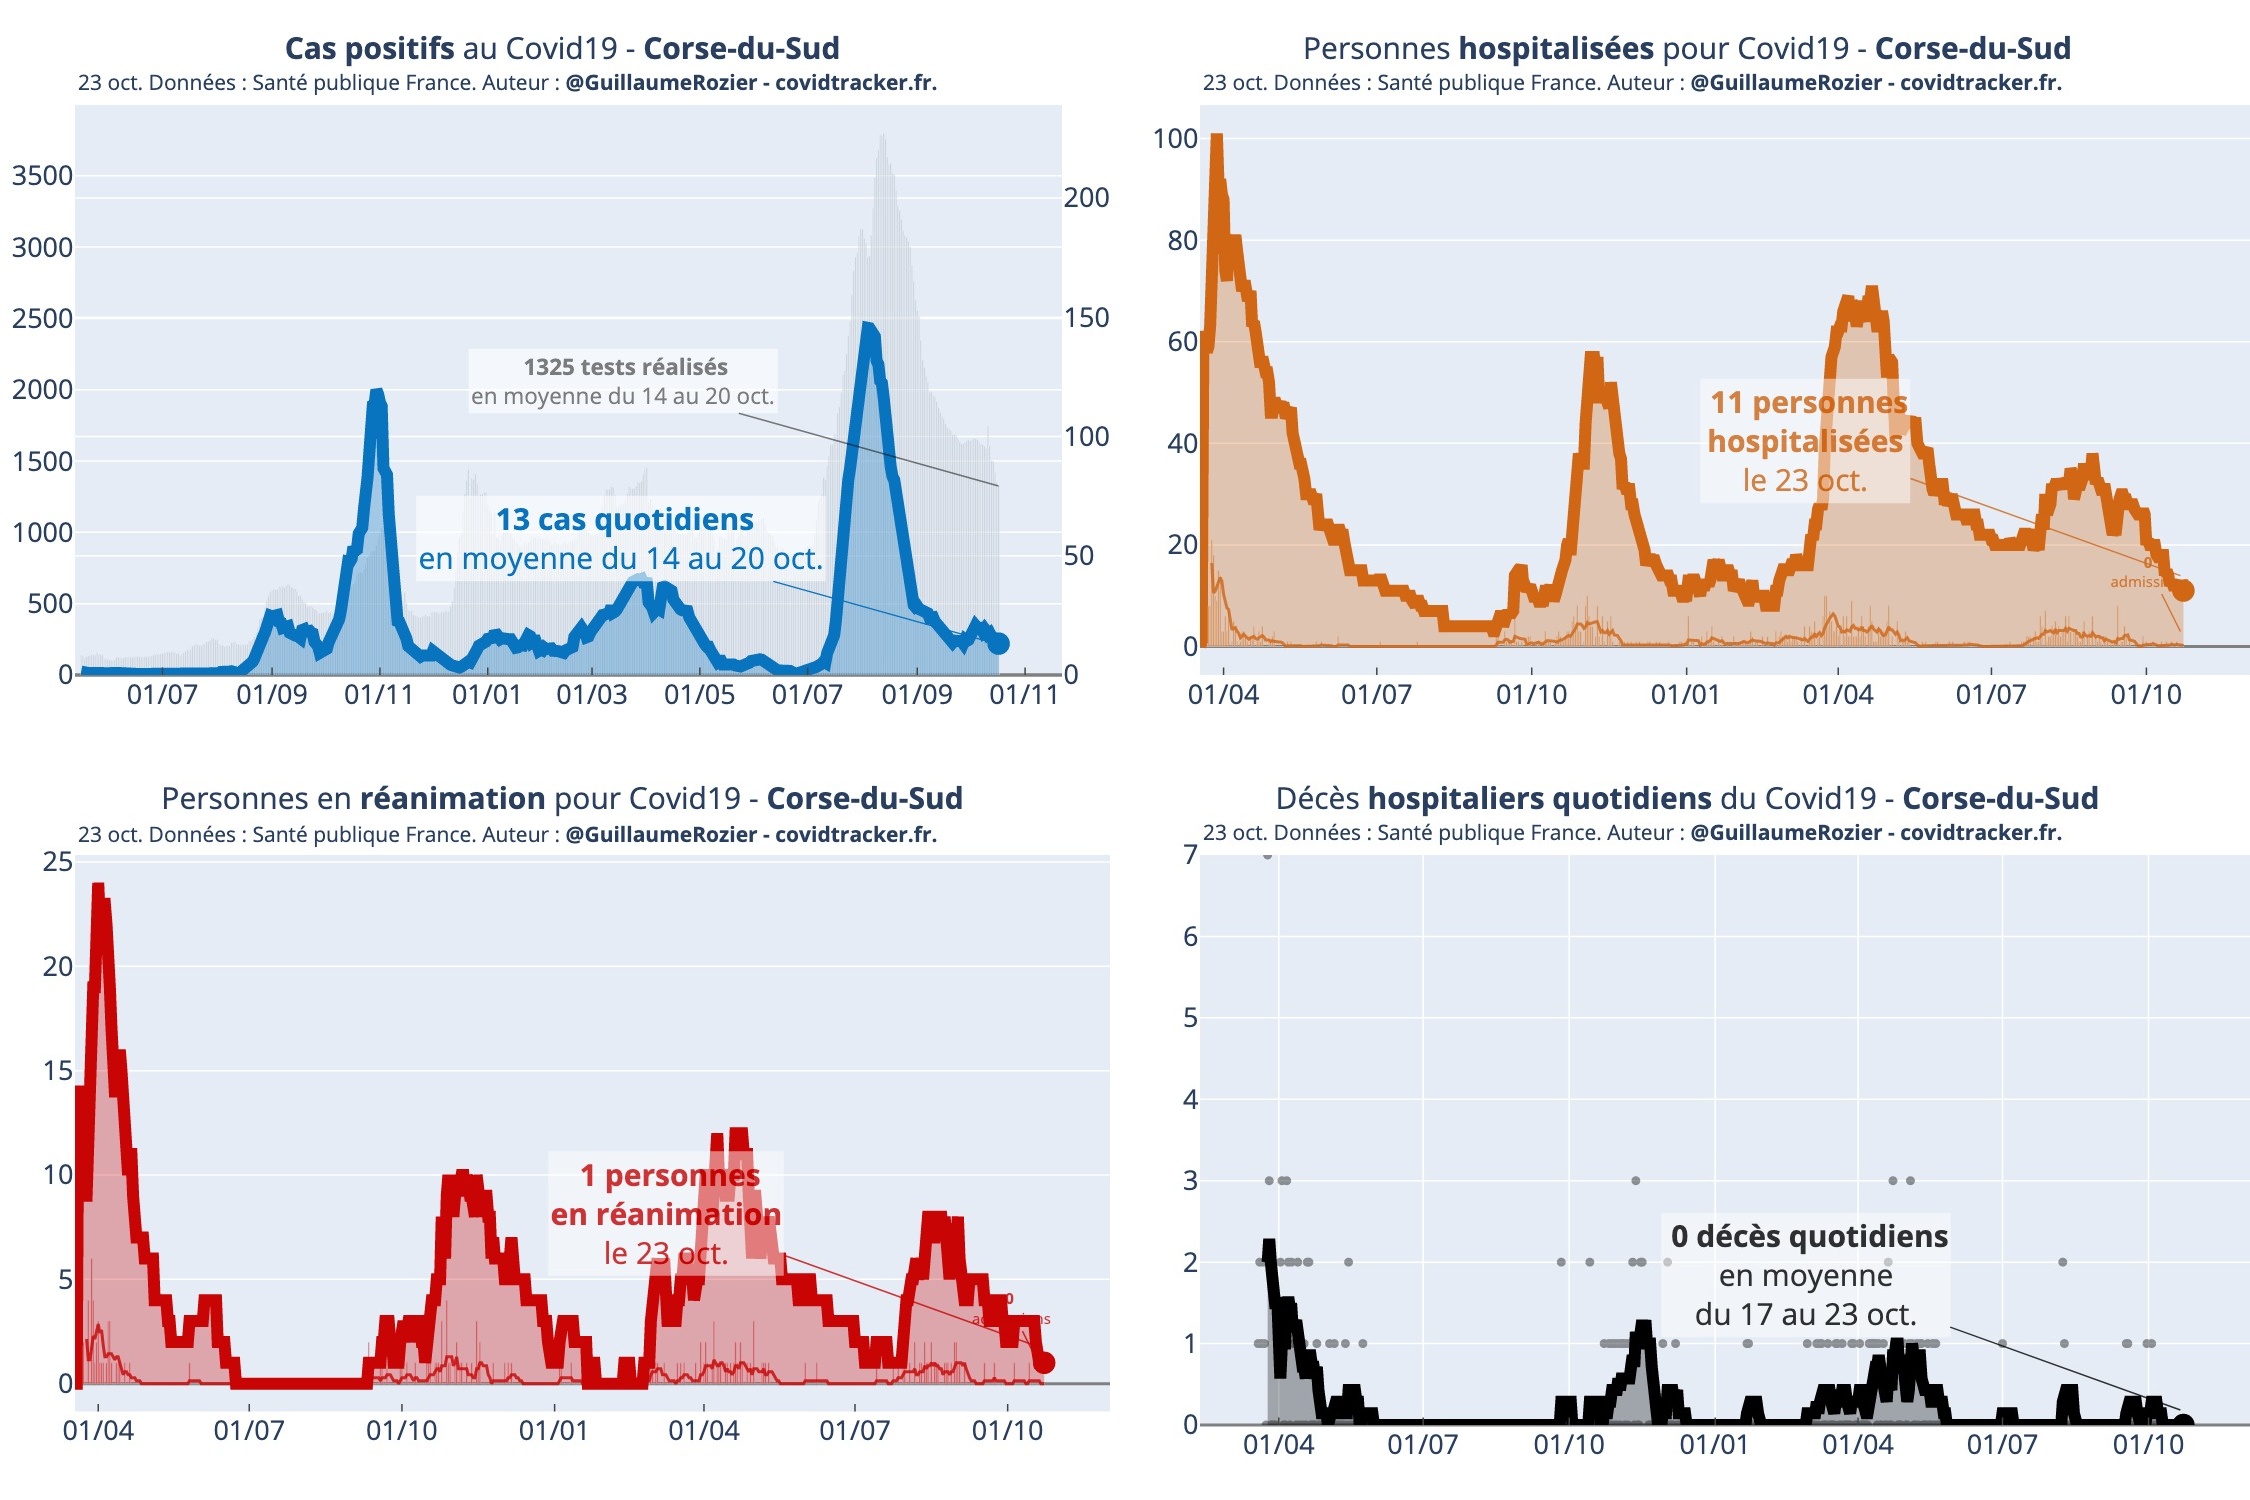 Cas positifs au Covid19 - Corse-du-Sud
23 oct. Données : Santé publique France. Auteur : @GuillaumeRozier - covidtracker.fr.
3500
3000
2500
2000
1500
1000
500
0
200
150
100
50
0
1325 tests réalisés
en moyenne du 14 au 20 oct.
13 cas quotidiens
en moyenne du 14 au 20 oct.
01/07 01/09 01/11 01/01 01/03 01/05 01/07 01/09 01/11
Personnes hospitalisées pour Covid19 - Corse-du-Sud
23 oct. Données : Santé publique France. Auteur : @GuillaumeRozier - covidtracker.fr.
100
80
60
40
20
0
11 personnes
hospitalisées
le 23 oct.
0
01/04 01/07 01/10 01/01 01/04 01/07 01/10
Personnes en réanimation pour Covid19 - Corse-du-Sud
23 oct. Données : Santé publique France. Auteur : @GuillaumeRozier - covidtracker.fr.
25
20
15
10
5
0
1 personnes
en réanimation
le 23 oct.
0
01/04 01/07 01/10 01/01 01/04 01/07 01/10
Décès hospitaliers quotidiens du Covid19 - Corse-du-Sud
23 oct. Données : Santé publique France. Auteur : @GuillaumeRozier - covidtracker.fr.
7
6
5
4
3
2
1
0
0 décès quotidiens
en moyenne
du 17 au 23 oct.
01/04 01/07 01/10 01/01 01/04 01/07 01/10